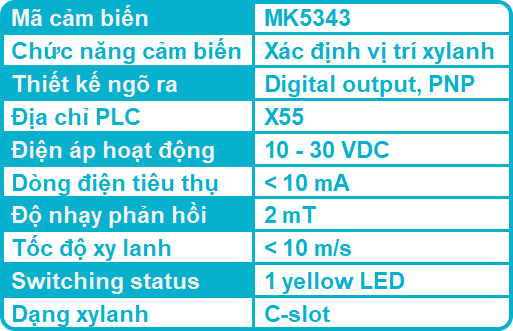 Mã cảm biến MK5343
Chức năng cảm biến Xác định vị trí xylanh
Thiết kế ngõ ra Digital output, PNP
Địa chỉ PLC X55
Điện áp hoạt động 10 - 30 VDC
Dòng điện tiêu thụ < 10 mA
Độ nhạy phản hồi 2 mT
Tốc độ xy lanh < 10 m/s
Switching status 1 yellow LED
Dạng xylanh C-slot